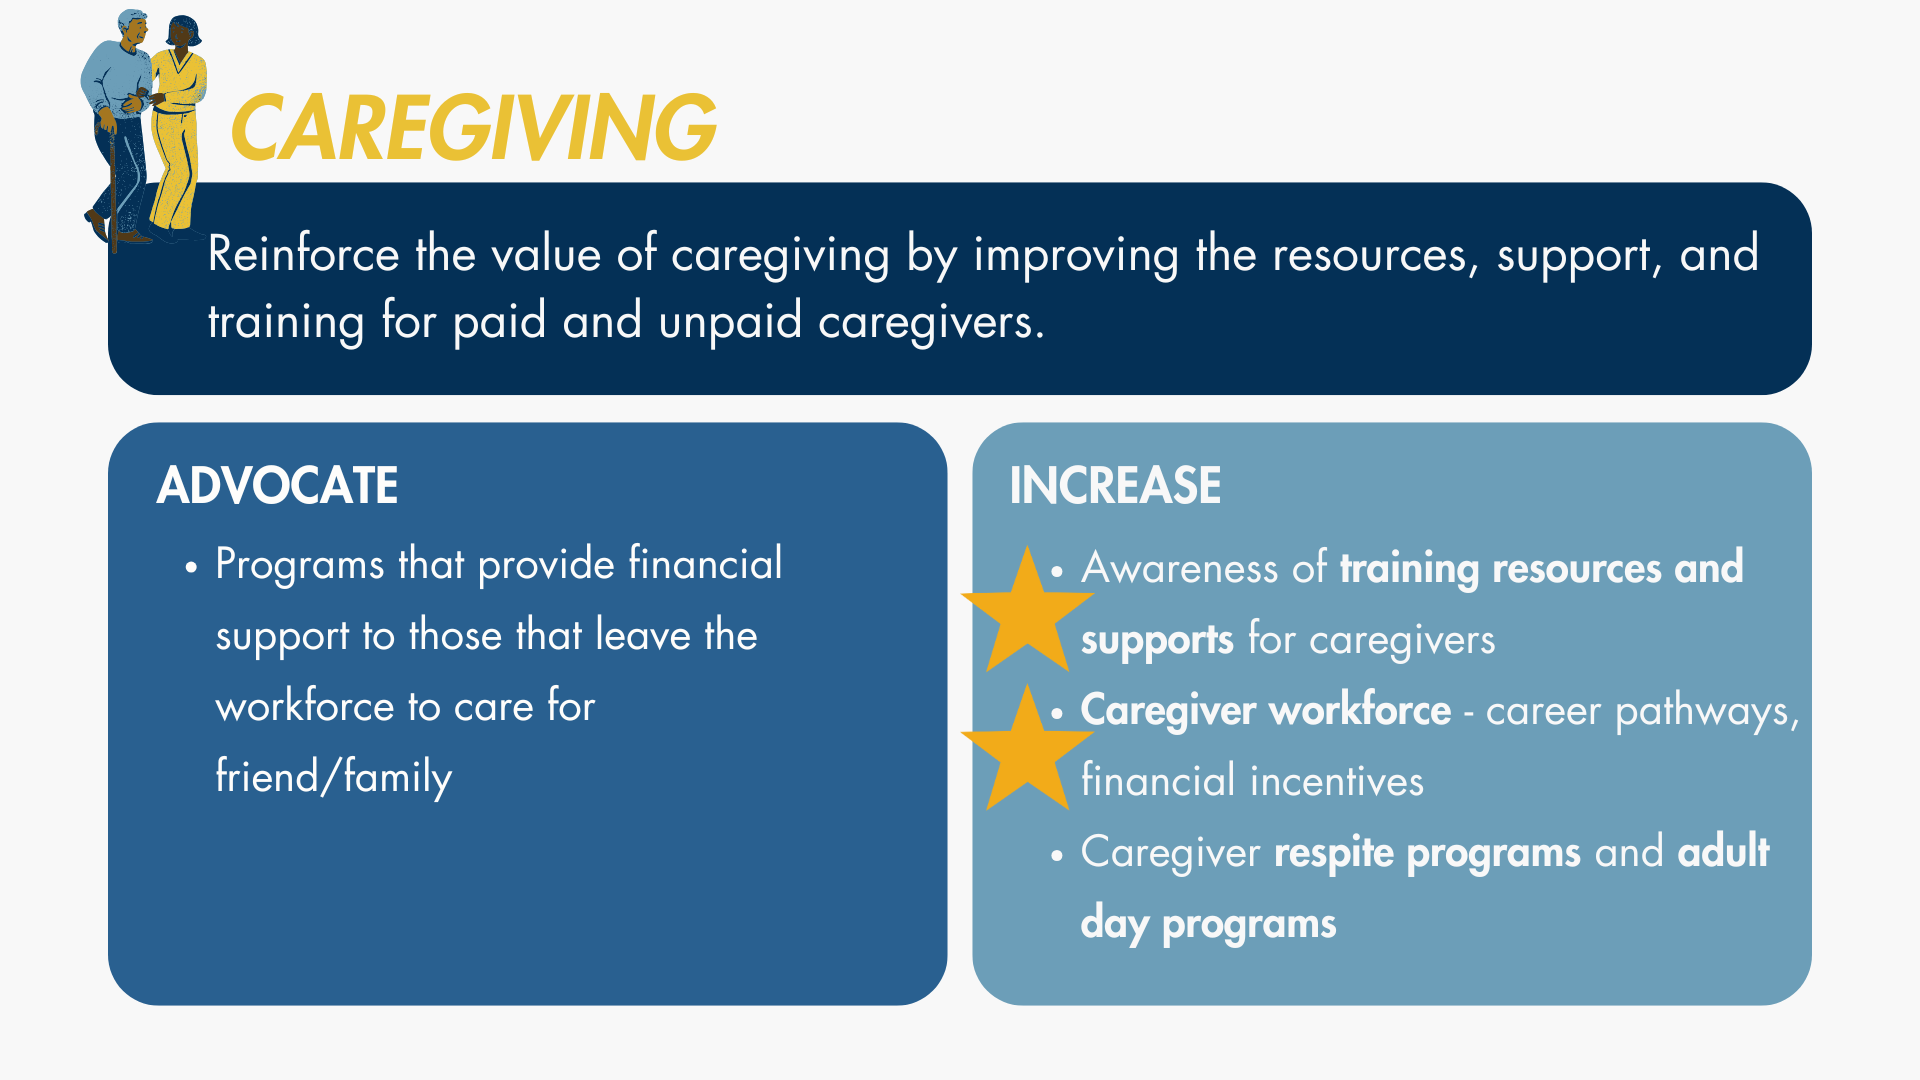 CAREGIVING
Reinforce the value of caregiving by improving the resources, support, and
training for paid and unpaid caregivers.
ADVOCATE
• Programs that provide financial
support to those that leave the
workforce to care for
friend/family
INCREASE
• Awareness of training resources and
supports for caregivers
• Caregiver workforce - career pathways,
financial incentives
• Caregiver respite programs and adult
day programs